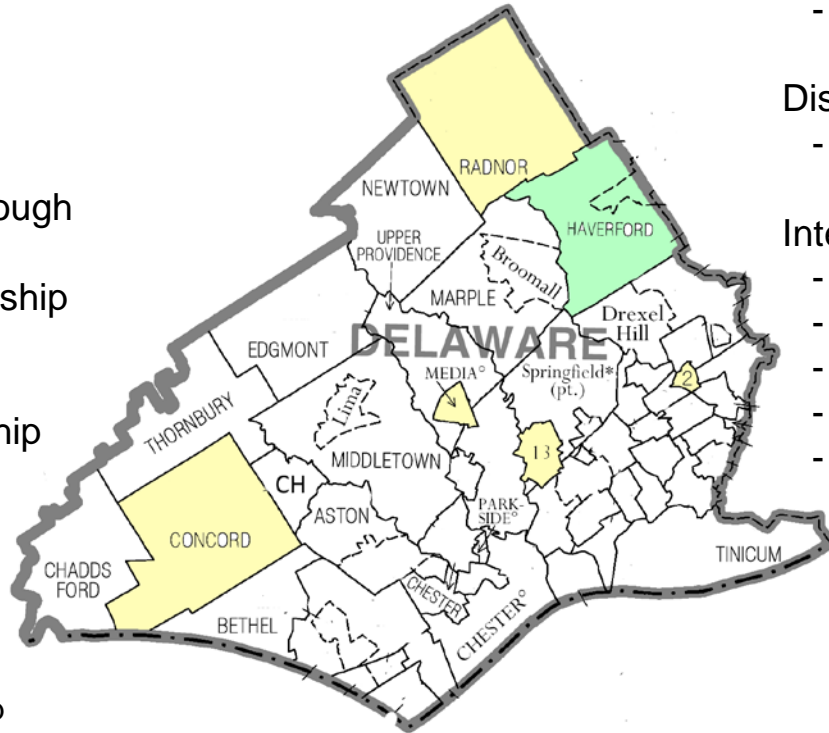 ough
ship
hip
o
-
Dis
-
Inte
-
-
-
-
-
RADNOR
NEWTOWN
HAVERFORD
UPPER
PROVIDENCE
Broomall
MARPLE
Drexel
Hill
DELAWARE
EDGMONT
MEDIA°
Springfield*
(pt.)
2
THORNBURY
Lima
13
MIDDLETOWN
CH
ASTON
PARK-
SIDE°
CONCORD
TINICUM
CHADDS
FORD
CHESTER
CHESTER°
BETHEL